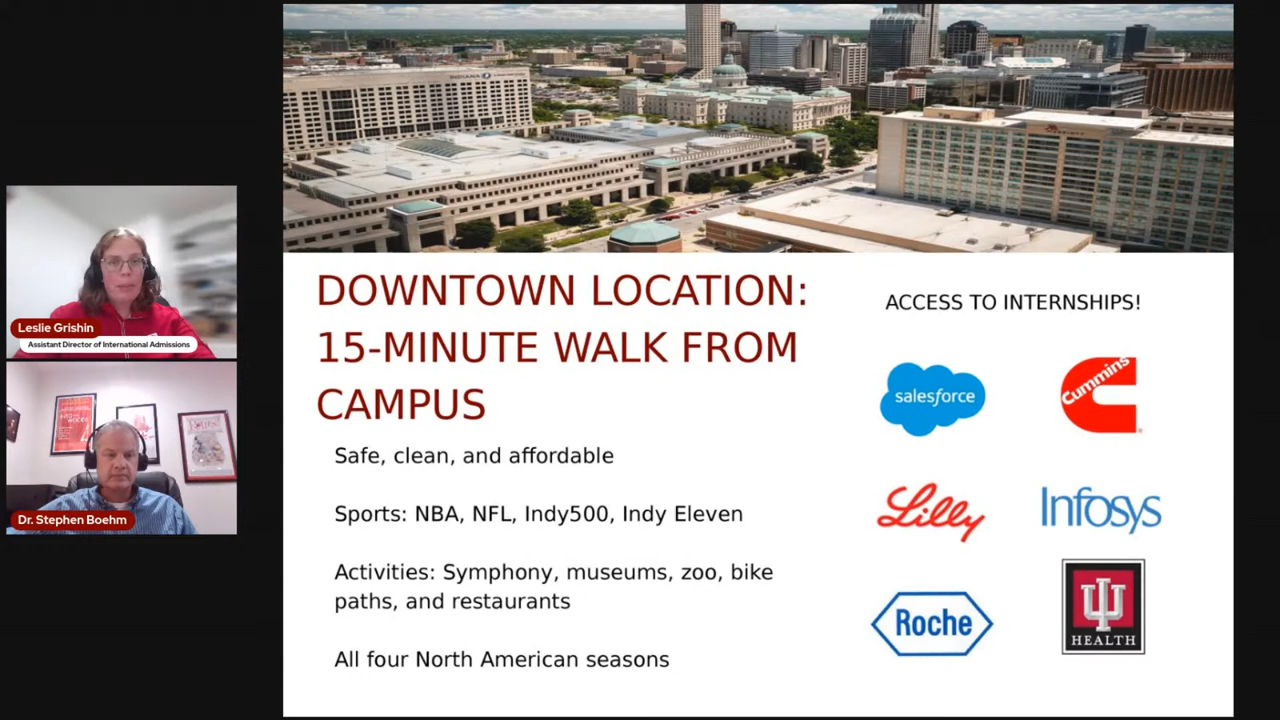 INDIANA
Marriott
Leslie Grishin
Assistant Director of International Admissions
Dr. Stephen Boehm
DOWNTOWN LOCATION:
15-MINUTE WALK FROM
CAMPUS
Safe, clean, and affordable
Sports: NBA, NFL, Indy500, Indy Eleven
Activities: Symphony, museums, zoo, bike
paths, and restaurants
All four North American seasons
ACCESS TO INTERNSHIPS!
salesforce
Cummins
Lilly
Infosys
Roche
HEALTH